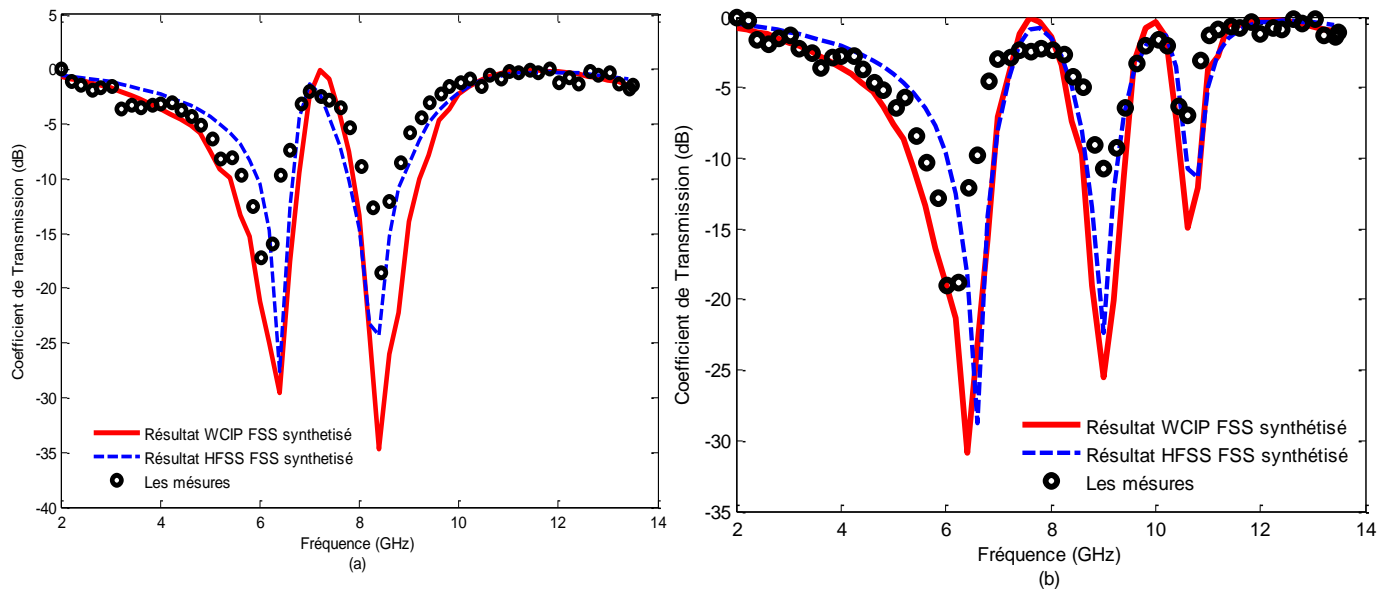 5
0
-5
-10
-15
-20
-25
-30
-35
-40
2
4
6
8
10
12
14
Coefficient de Transmission (dB)
Fréquence (GHz)
(a)
Résultat WCIP FSS synthetisé
Résultat HFSS FSS synthetisé
Les mésures
0
-5
-10
-15
-20
-25
-30
-35
2
4
6
8
10
12
14
Coefficient de Transmission (dB)
Fréquence (GHz)
(b)
Résultat WCIP FSS synthétisé
Résultat HFSS FSS synthétisé
Les mésures